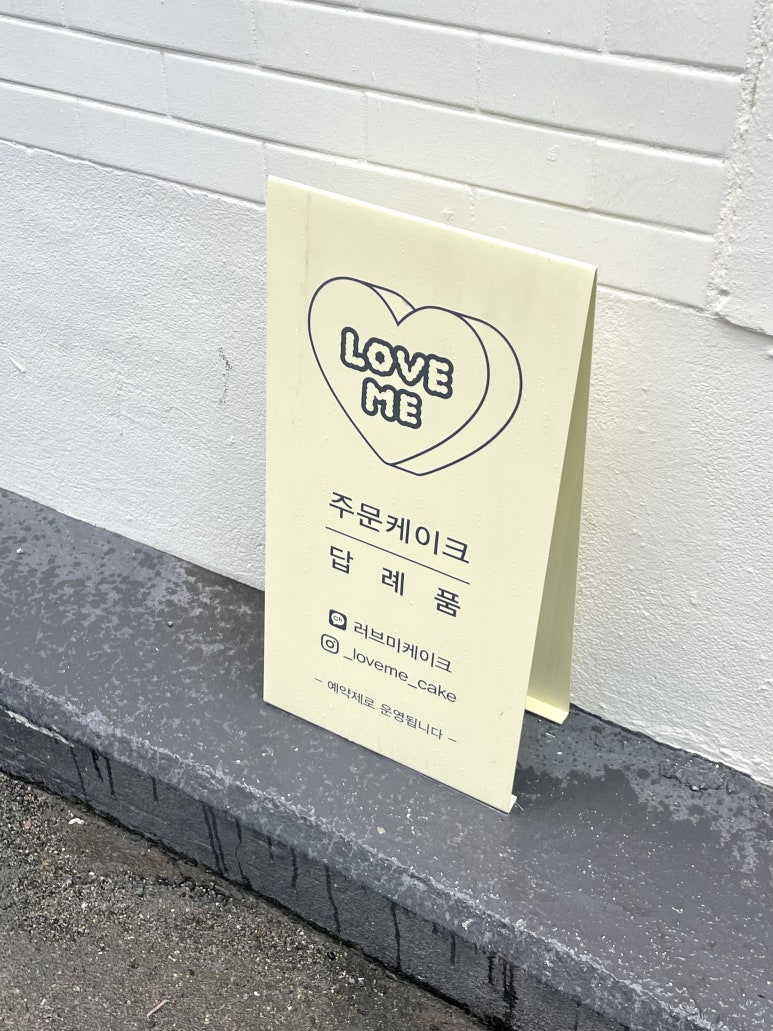 LOVE
ME
주문케이크
답 례 품
러브미케이크
_loveme_cake
– 예약제로 운영됩니다 –